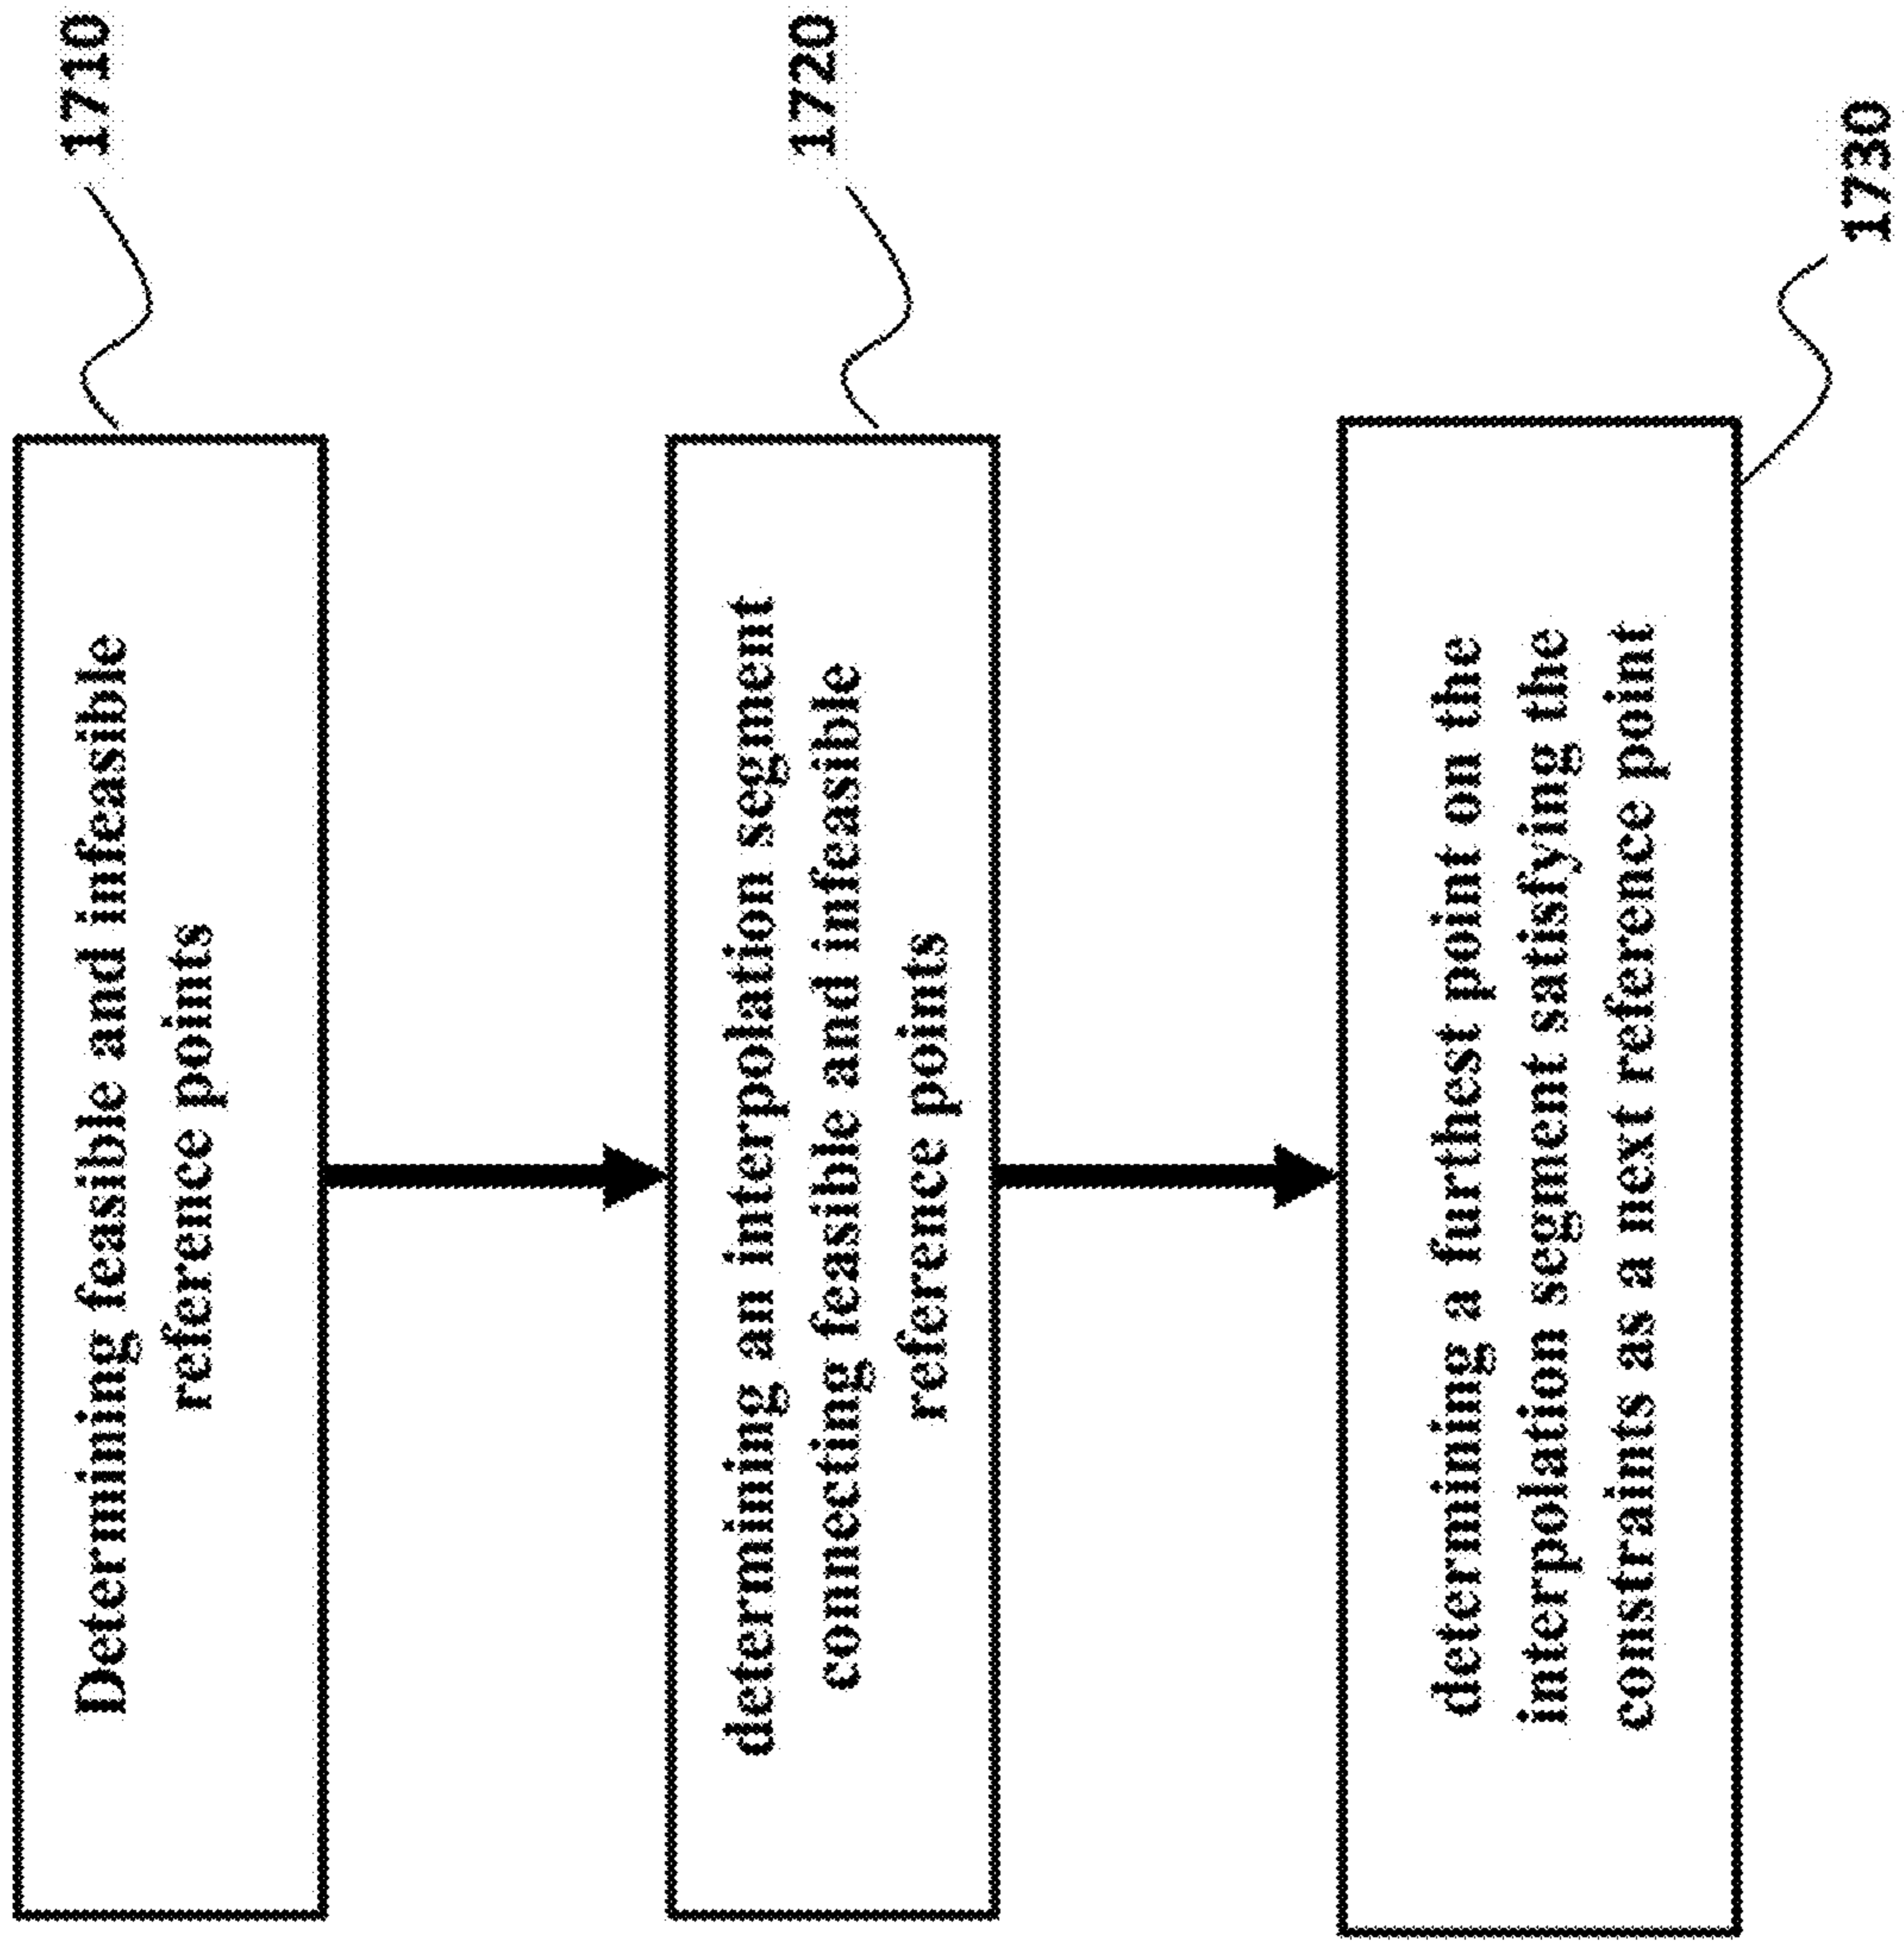 Determining feasible and infeasible
reference points
1710
determining an interpolation segment
connecting feasible and infeasible
reference points
1720
determining a furthest point on the
interpolation segment satisfying the
constraints as a next reference point
1730